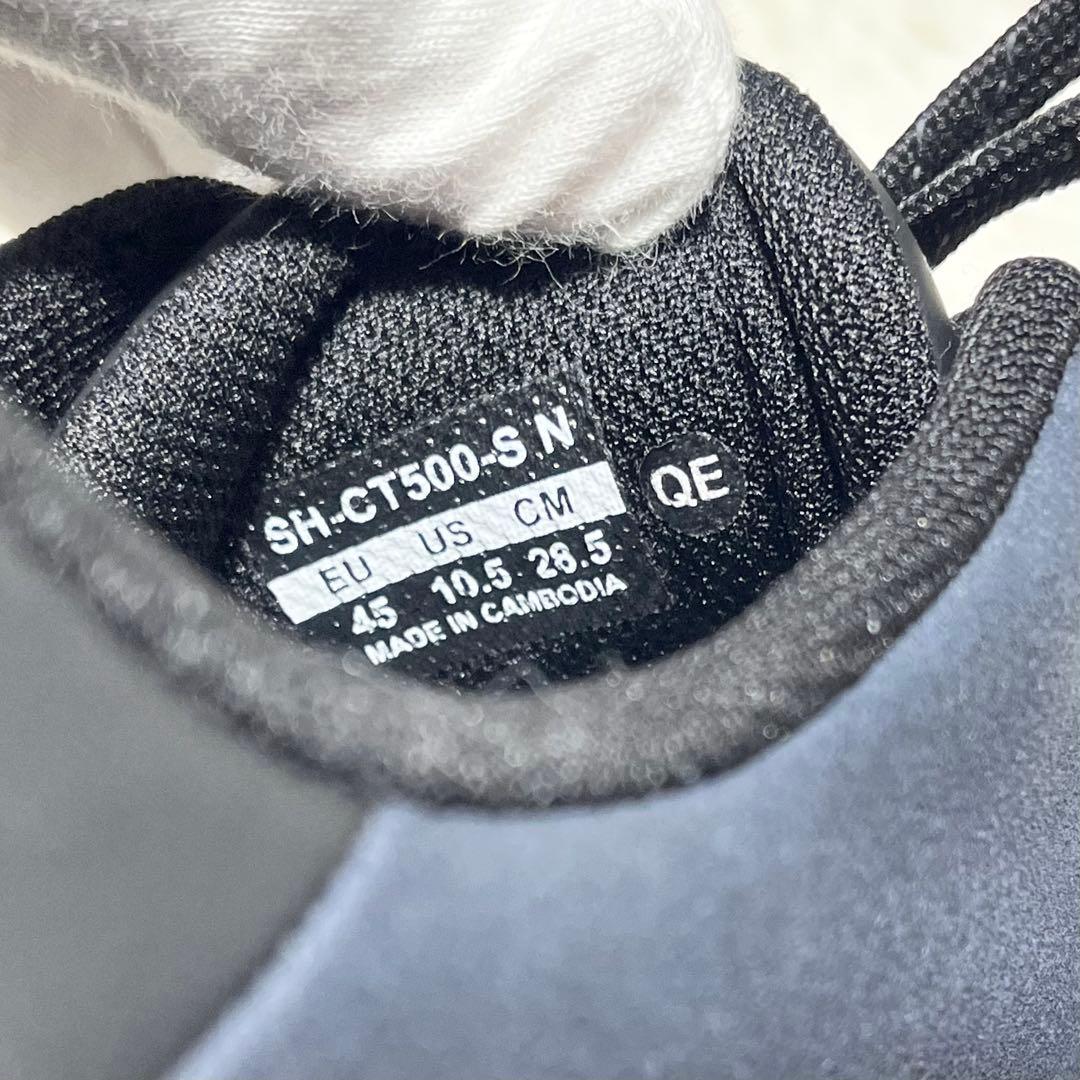 SH-CT500-S N
EU US CM
45 10.5 28.5
MADE IN CAMBODIA
QE